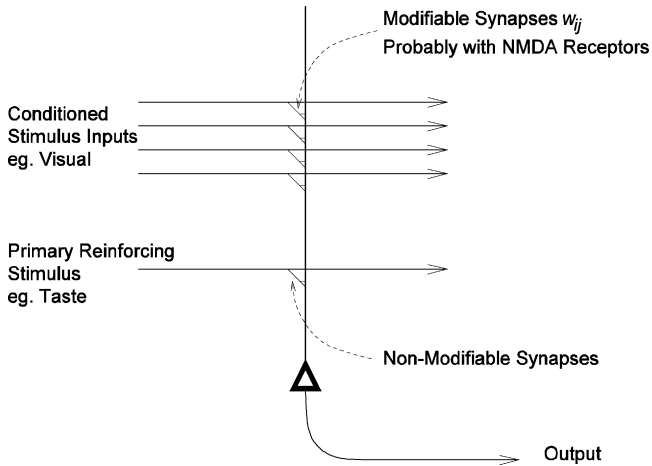 Modifiable Synapses wij
Probably with NMDA Receptors
Conditioned
Stimulus Inputs
eg. Visual
Primary Reinforcing
Stimulus
eg. Taste
Non-Modifiable Synapses
Output